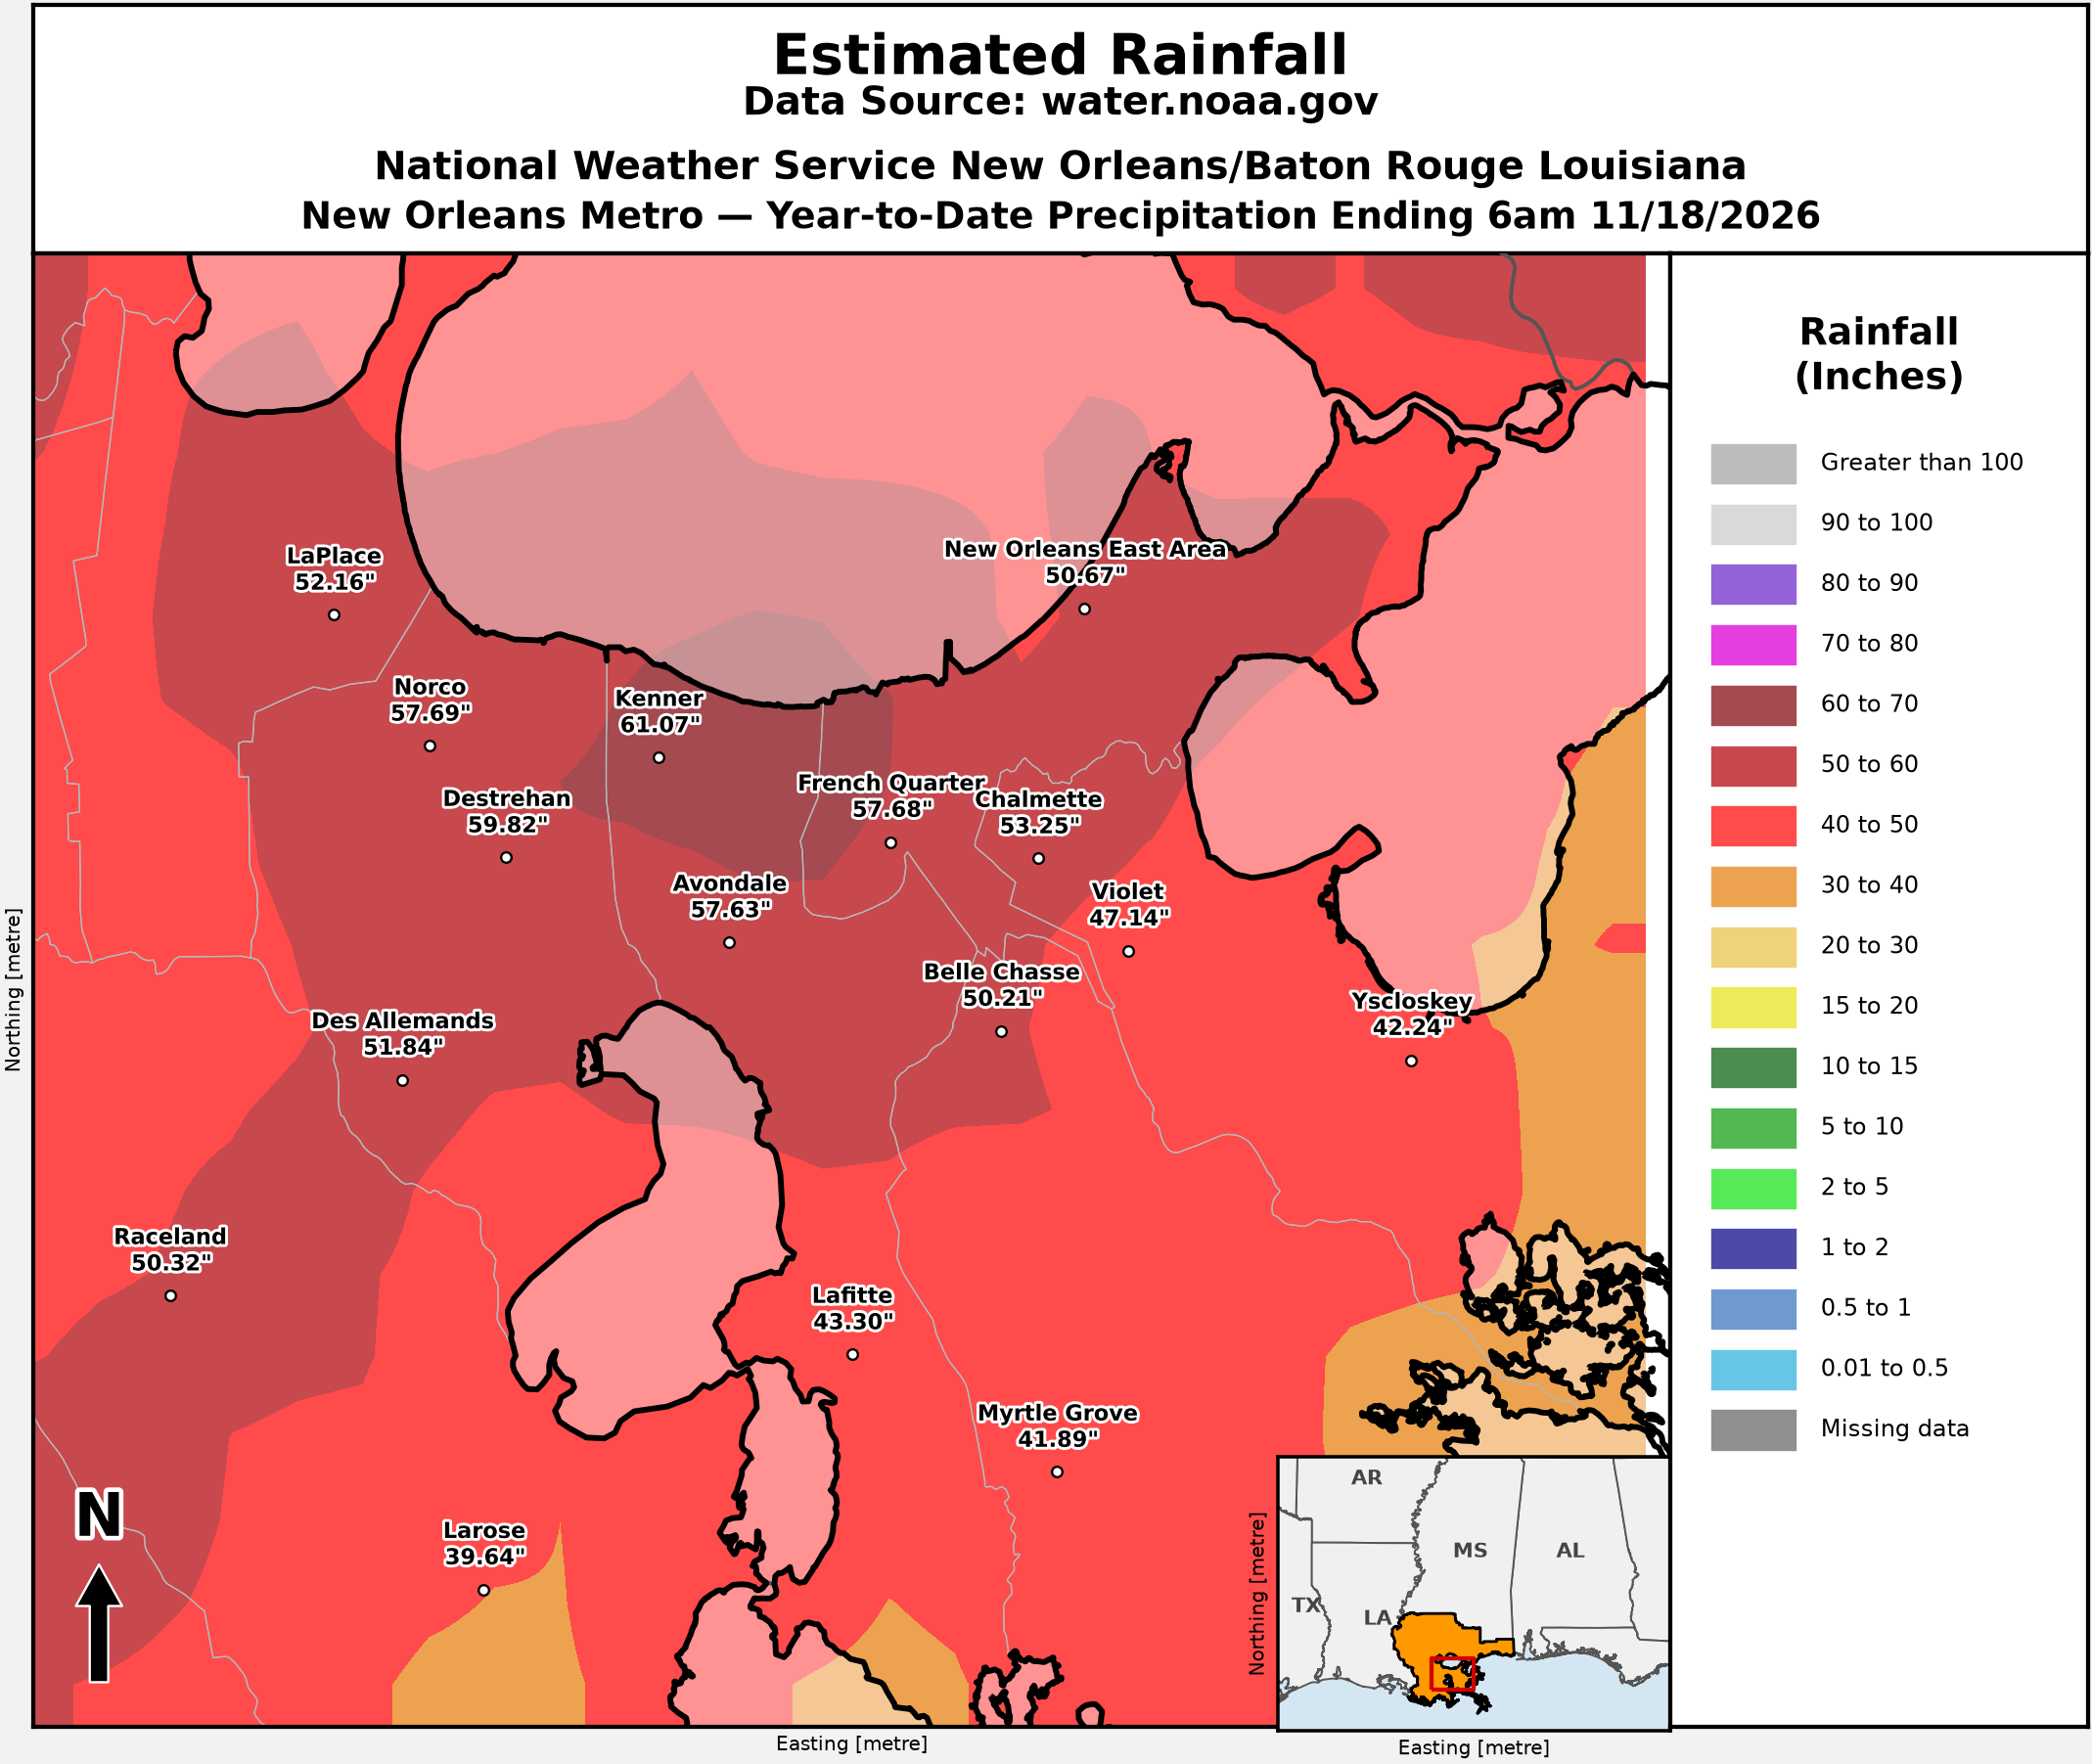 Estimated Rainfall
Data Source: water.noaa.gov
National Weather Service New Orleans/Baton Rouge Louisiana
New Orleans Metro — Year-to-Date Precipitation Ending 6am 11/18/2026
Rainfall
(Inches)
Greater than 100
90 to 100
80 to 90
70 to 80
60 to 70
50 to 60
40 to 50
30 to 40
20 to 30
15 to 20
10 to 15
5 to 10
2 to 5
1 to 2
0.5 to 1
0.01 to 0.5
Missing data
LaPlace
52.16"
New Orleans East Area
50.67"
Norco
57.69"
Kenner
61.07"
French Quarter
57.68"
Destrehan
59.82"
Chalmette
53.25"
Avondale
57.63"
Violet
47.14"
Belle Chasse
50.21"
Yscloskey
42.24"
Des Allemands
51.84"
Raceland
50.32"
Lafitte
43.30"
Myrtle Grove
41.89"
Larose
39.64"
N
AR
MS
AL
TX
LA
Northing [metre]
Easting [metre]
Northing [metre]
Easting [metre]